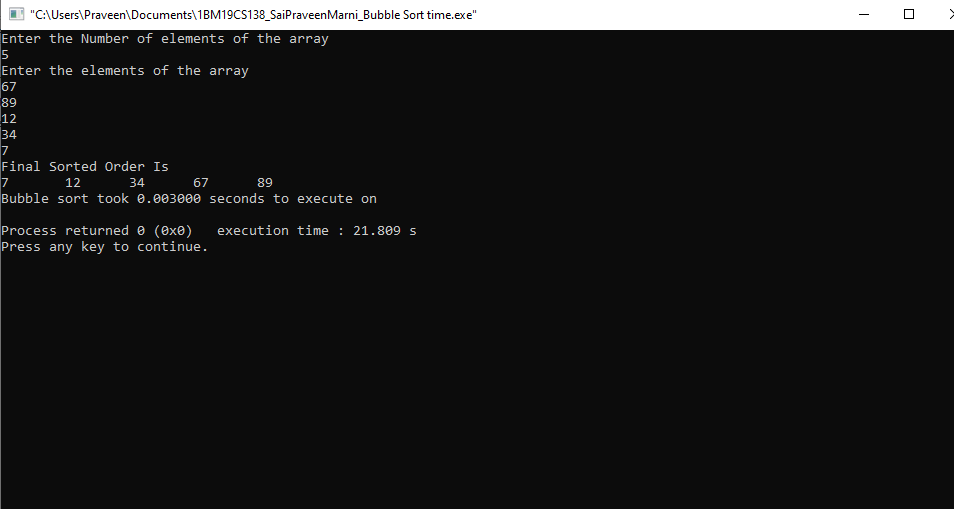 "C:\Users\Praveen\Documents\1BM19CS138_SaiPraveenMarni_Bubble Sort time.exe"
Enter the Number of elements of the array
5
Enter the elements of the array
67
89
12
34
7
Final Sorted Order Is
7       12      34      67      89
Bubble sort took 0.003000 seconds to execute on

Process returned 0 (0x0)   execution time : 21.809 s
Press any key to continue.